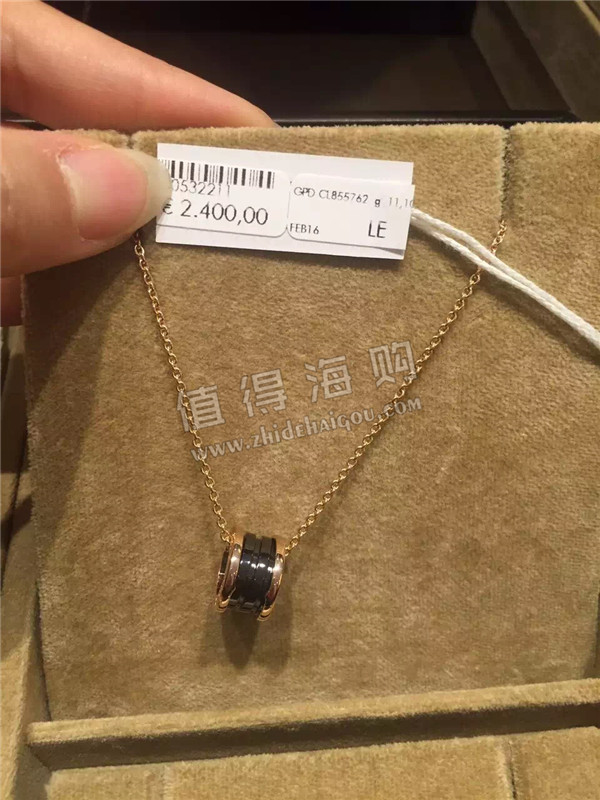 0532211
€ 2.400,00
GPD CL855762 g 11,10
FEB16
LE
值得海购
www.ZHIDEHAIGOU.COM